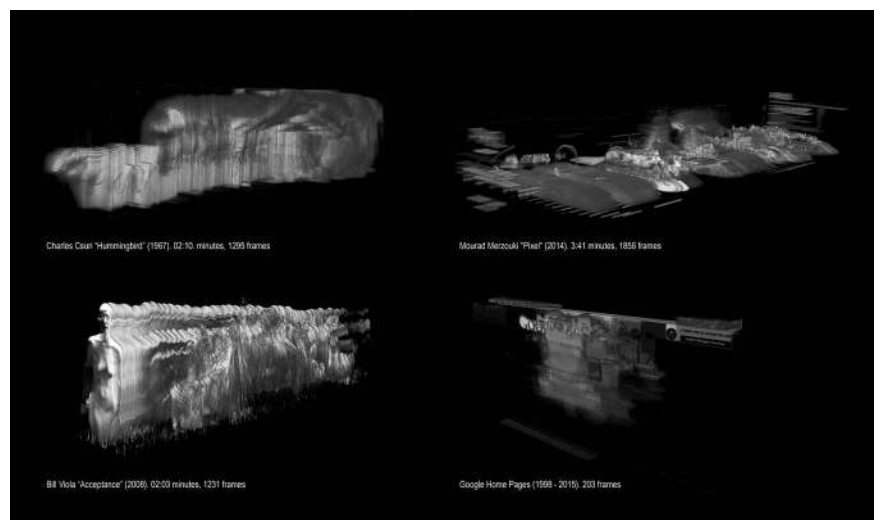 Charles Csuri "Hummingbird" (1967). 02:10. minutes, 1295 frames
Mourad Merzouki "Pixel" (2014). 3:41 minutes, 1856 frames
Bill Viola "Acceptance" (2008). 02:03 minutes, 1231 frames
Google Home Pages (1998 - 2015). 203 frames